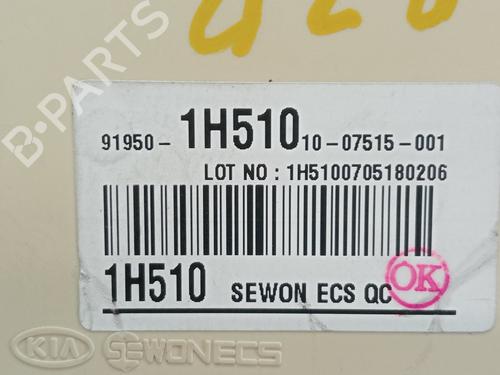 B-PARTS
91950- 1H510 10-07515-001
LOT NO : 1H5100705180206
1H510 SEWON ECS QC OK
KIA SEWONECS